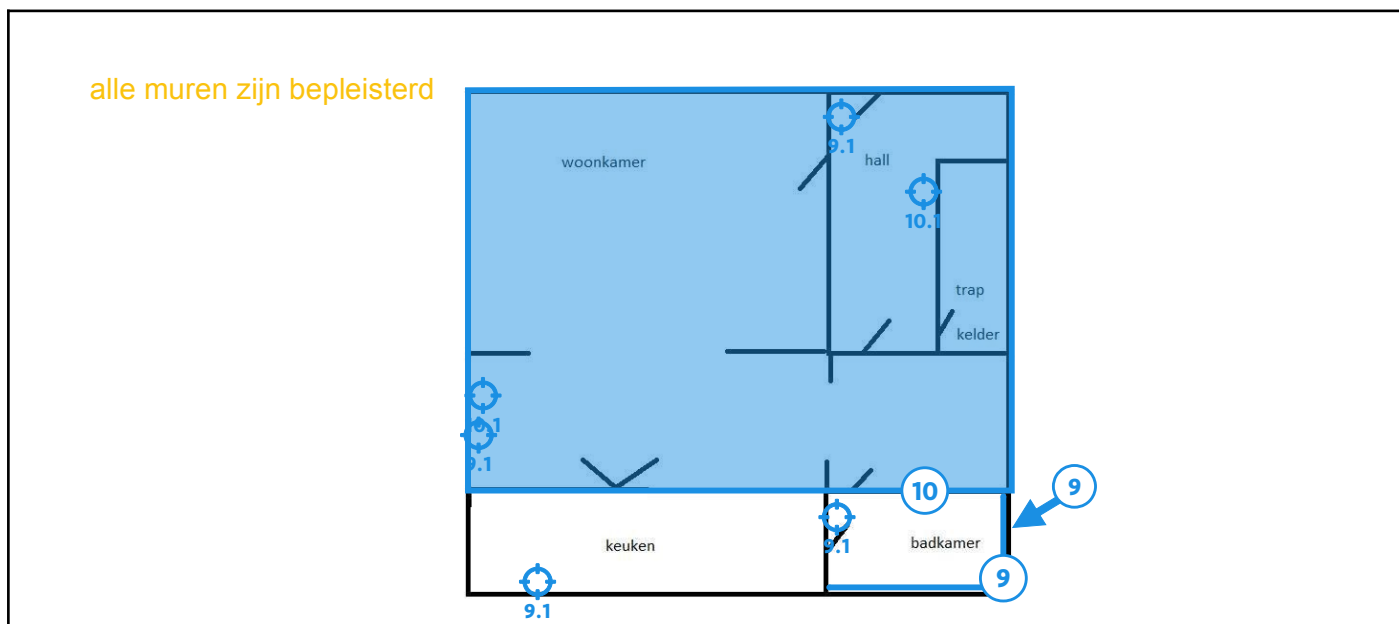 alle muren zijn bepleisterd
woonkamer
9.1
hall
10.1
trap
kelder
9.1
10
9
keuken
9.1
badkamer
9
9.1